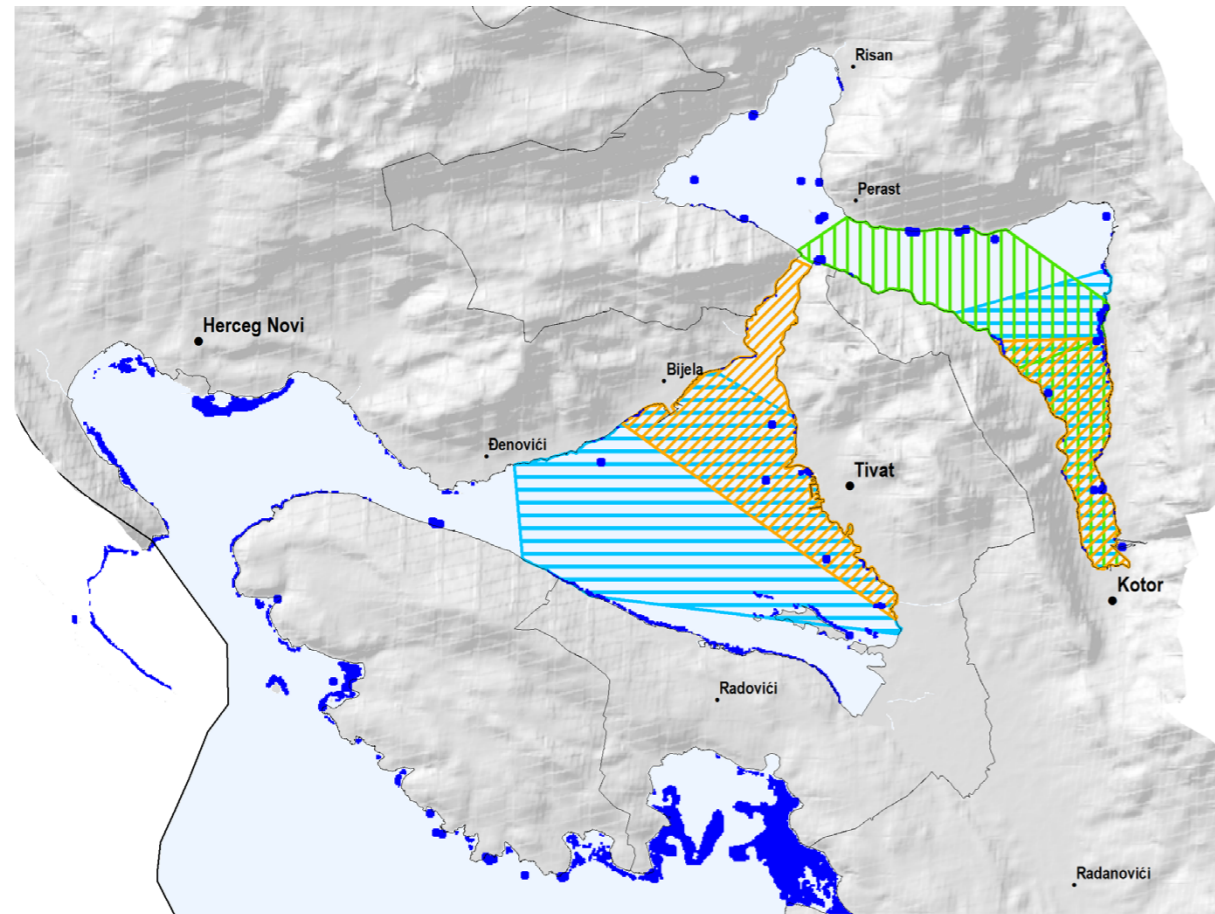 Risan
Perast
Herceg Novi
Bijela
Đenovići
Tivat
Kotor
Radovići
Radanovići